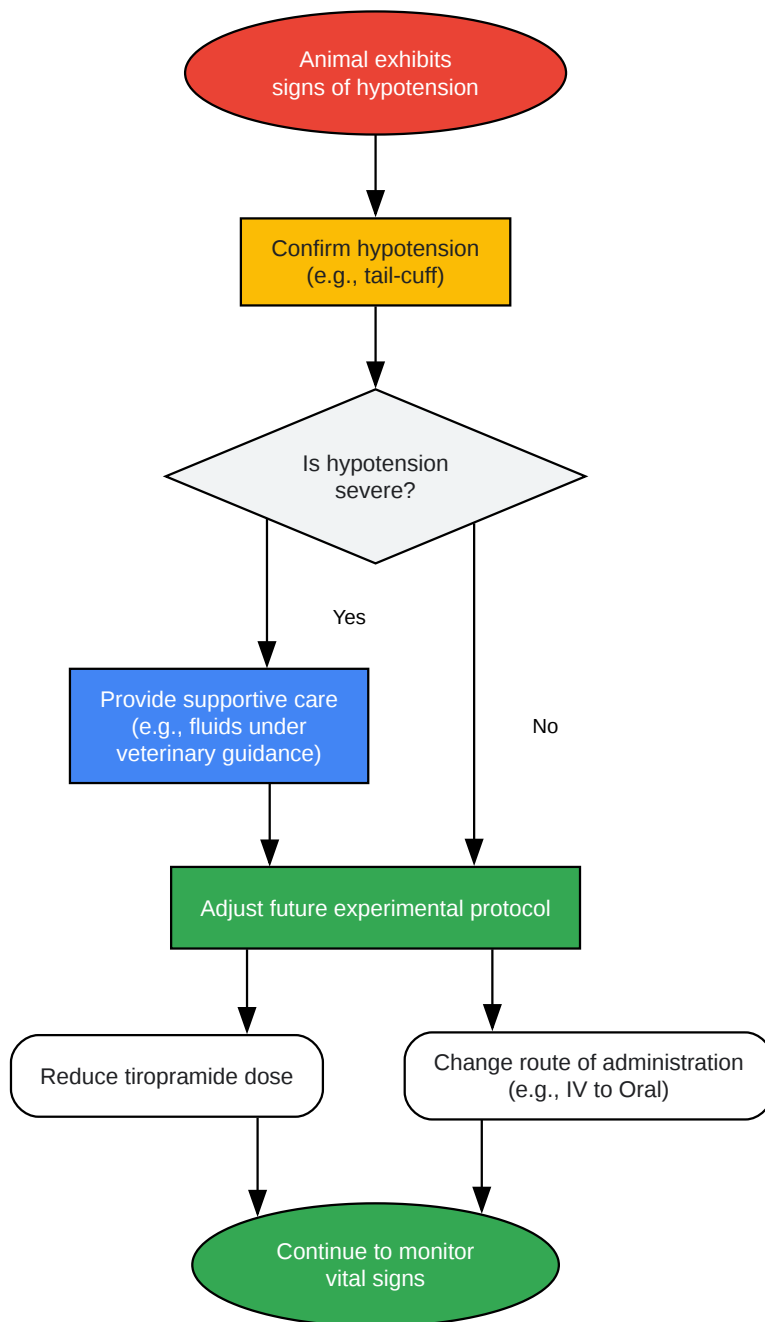 Animal exhibits
signs of hypotension
Confirm hypotension
(e.g., tail-cuff)
Is hypotension
severe?
Yes
Provide supportive care
(e.g., fluids under
veterinary guidance)
No
Adjust future experimental protocol
Reduce tiropramide dose
Change route of administration
(e.g., IV to Oral)
Continue to monitor
vital signs